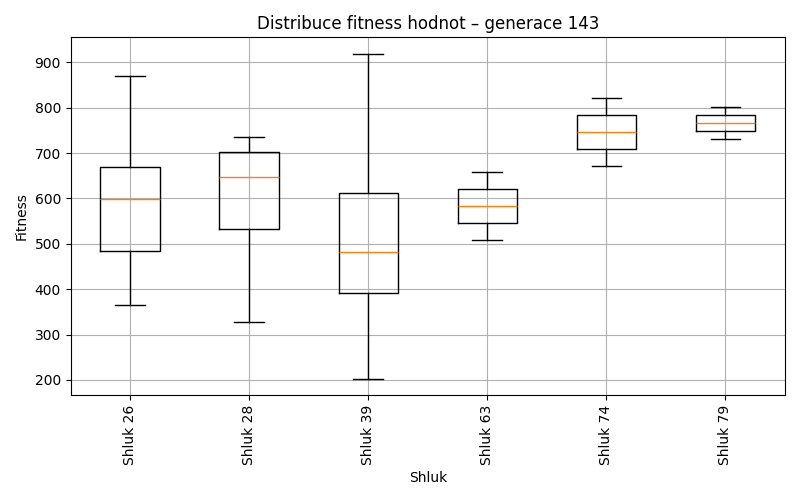 Distribuce fitness hodnot – generace 143
Fitness
900
800
700
600
500
400
300
200
Shluk 26
Shluk 28
Shluk 39
Shluk 63
Shluk 74
Shluk 79
Shluk